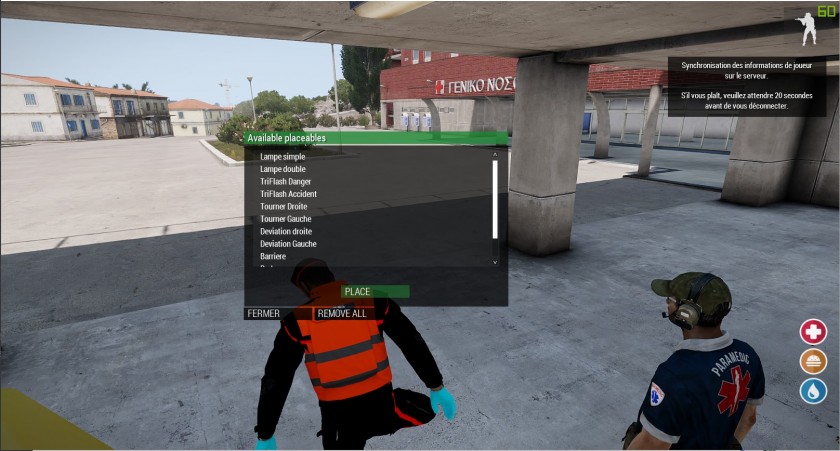 60
Synchronisation des informations de joueur
sur le serveur.
S'il vous plaît, veuillez attendre 20 secondes
avant de vous déconnecter.
ΓΕΝΙΚΟ ΝΟΣΟ
Available placeables
Lampe simple
Lampe double
TriFlash Danger
TriFlash Accident
Tourner Droite
Tourner Gauche
Deviation droite
Deviation Gauche
Barriere
PLACE
FERMER
REMOVE ALL
PARAMEDIC